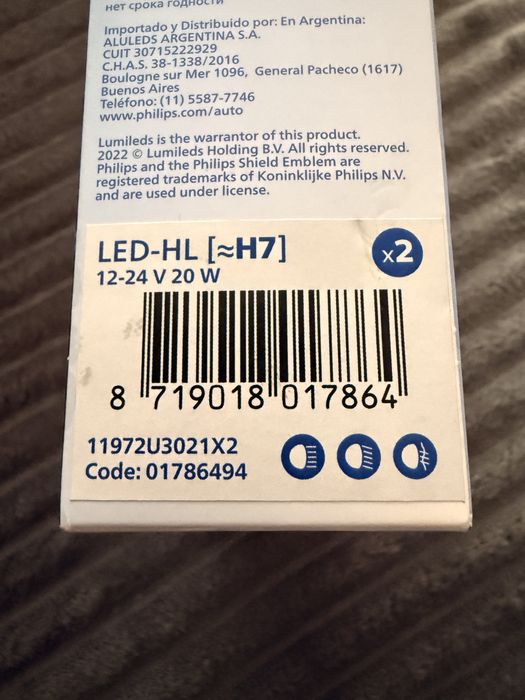 нет срока годности
Importado y Distribuido por: En Argentina:
ALULEDS ARGENTINA S.A.
CUIT 30715222929
C.H.A.S. 38-1338/2016
Boulogne sur Mer 1096, General Pacheco (1617)
Buenos Aires
Teléfono: (11) 5587-7746
www.philips.com/auto
Lumileds is the warrantor of this product.
2022 © Lumileds Holding B.V. All rights reserved.
Philips and the Philips Shield Emblem are
registered trademarks of Koninklijke Philips N.V.
and are used under license.
LED-HL [≈H7]
x2
12-24 V 20 W
8 719018 017864
11972U3021X2
Code: 01786494